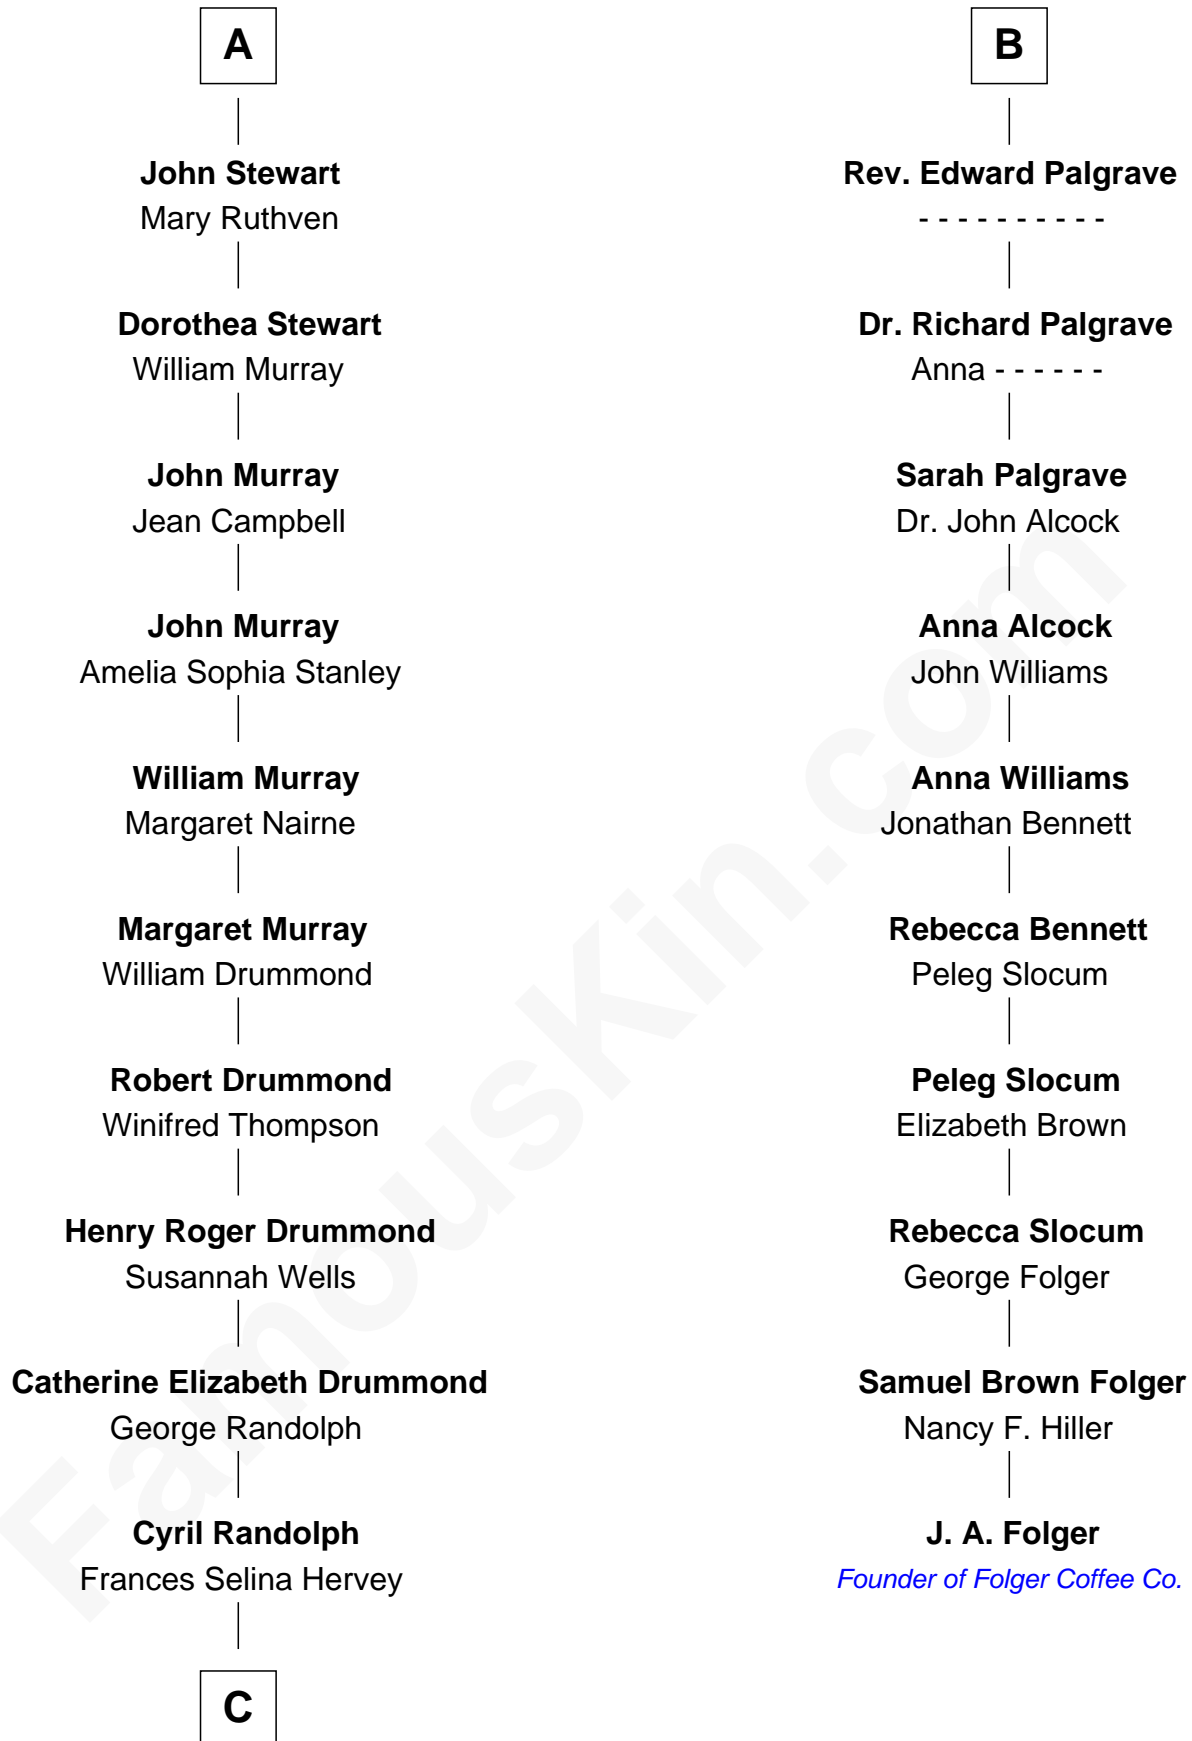 A
John Stewart
Mary Ruthven
Dorothea Stewart
William Murray
John Murray
Jean Campbell
John Murray
Amelia Sophia Stanley
William Murray
Margaret Nairne
Margaret Murray
William Drummond
Robert Drummond
Winifred Thompson
Henry Roger Drummond
Susannah Wells
Catherine Elizabeth Drummond
George Randolph
Cyril Randolph
Frances Selina Hervey
C
B
Rev. Edward Palgrave
- - - - - - - - - -
Dr. Richard Palgrave
Anna - - - - - -
Sarah Palgrave
Dr. John Alcock
Anna Alcock
John Williams
Anna Williams
Jonathan Bennett
Rebecca Bennett
Peleg Slocum
Peleg Slocum
Elizabeth Brown
Rebecca Slocum
George Folger
Samuel Brown Folger
Nancy F. Hiller
J. A. Folger
Founder of Folger Coffee Co.
FamousKin.com